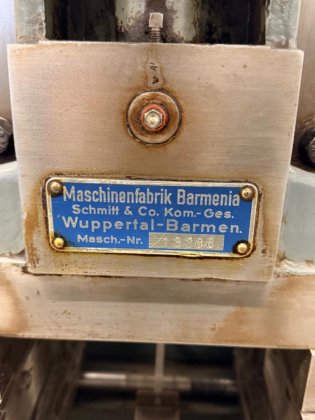 Maschinenfabrik Barmenia
Schmitt & Co. Kom.-Ges.
Wuppertal-Barmen.
Masch.-Nr.